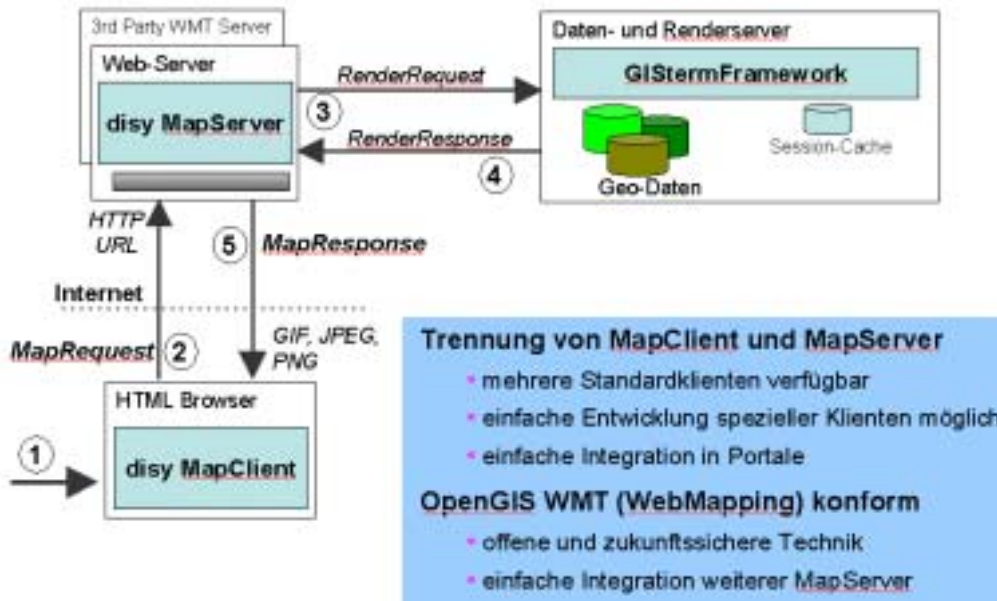 3rd Party WMT Server
Web-Server
disy MapServer
RenderRequest
3
RenderResponse
4
Daten- und Renderserver
GIStermFramework
Session-Cache
Geo-Daten
HTTP
URL
5
MapResponse
Internet
MapRequest
2
GIF, JPEG,
PNG
HTML Browser
1
disy MapClient
Trennung von MapClient und MapServer
• mehrere Standardklienten verfügbar
• einfache Entwicklung spezieller Klienten möglich
• einfache Integration in Portale
OpenGIS WMT (WebMapping) konform
• offene und zukunftssichere Technik
• einfache Integration weiterer MapServer